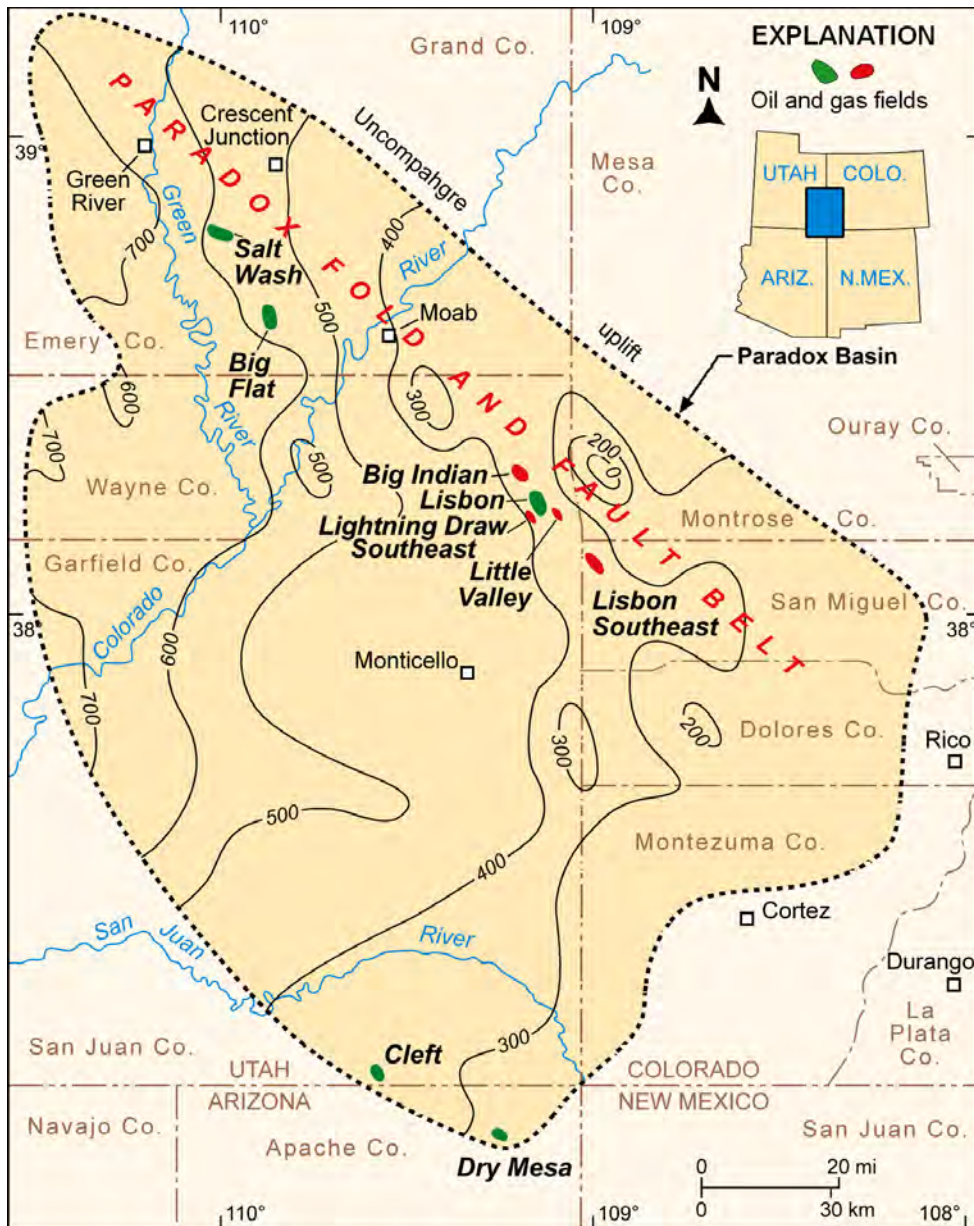 110°
109°
Grand Co.
EXPLANATION
Oil and gas fields
N
PARADOX FOLD AND FAULT BELT
Crescent
Junction
Uncompahgre
39°
Green
River
Mesa
Co.
UTAH
COLO.
ARIZ.
N.MEX.
Green
700
Salt
Wash
400
River
500
Moab
uplift
Paradox Basin
Emery Co.
Big
Flat
600
300
River
Ouray Co.
700
500
200
0
Wayne Co.
Big Indian
Lisbon
Lightning Draw
Southeast
Montrose Co.
Garfield Co.
Little
Valley
Lisbon
Southeast
San Miguel Co.
Colorado
38°
38°
600
Monticello
700
300
200
Dolores Co.
Rico
500
400
Montezuma Co.
Cortez
San Juan River
Durango
La
Plata
Co.
300
San Juan Co.
Cleft
UTAH
COLORADO
ARIZONA
NEW MEXICO
Navajo Co.
Apache Co.
San Juan Co.
Dry Mesa
0
20 mi
0
30 km
110°
109°
108°